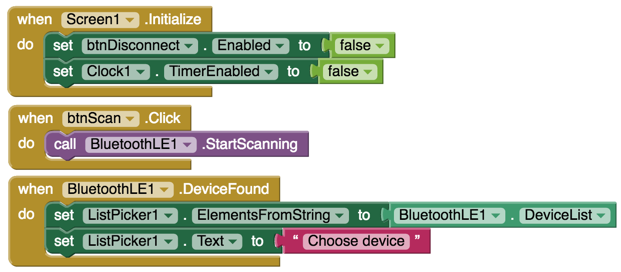 when Screen1 .Initialize
do set btnDisconnect . Enabled to false
set Clock1 . TimerEnabled to false
when btnScan .Click
do call BluetoothLE1 .StartScanning
when BluetoothLE1 .DeviceFound
do set ListPicker1 . ElementsFromString to BluetoothLE1 . DeviceList
set ListPicker1 . Text to “ Choose device ”